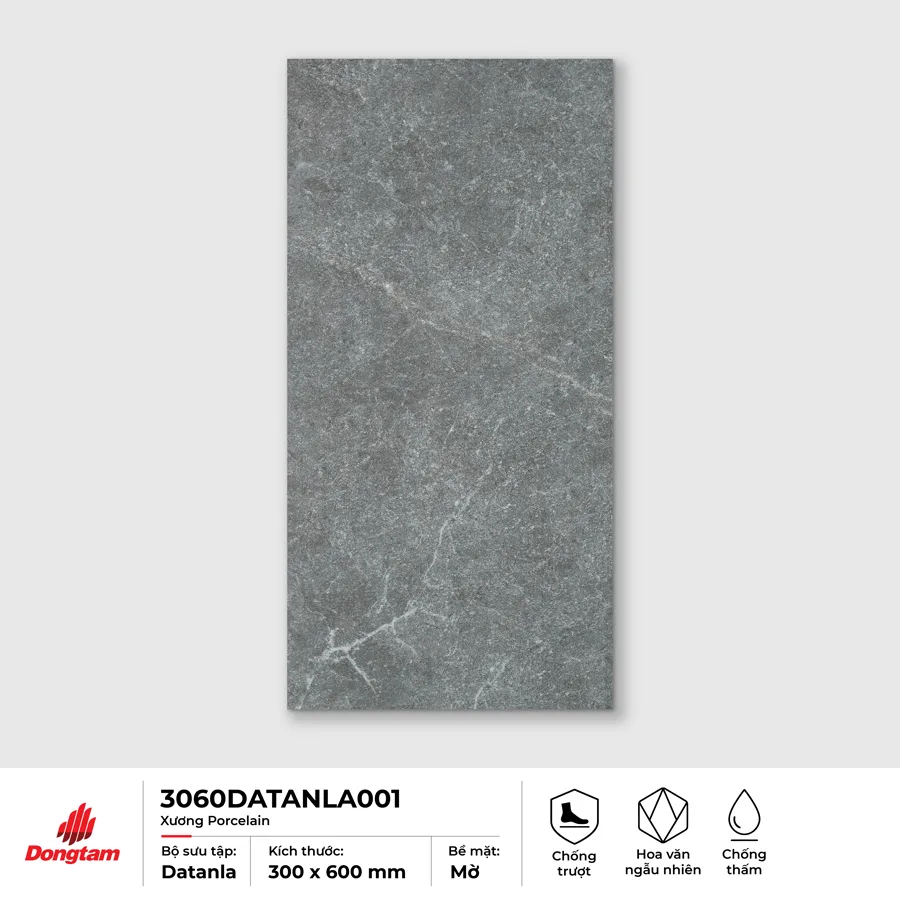 Dongtam
3060DATANLA001
Xương Porcelain
Bộ sưu tập:
Datanla
Kích thước:
300 x 600 mm
Bề mặt:
Mờ
Chống
trượt
Hoa văn
ngẫu nhiên
Chống
thấm